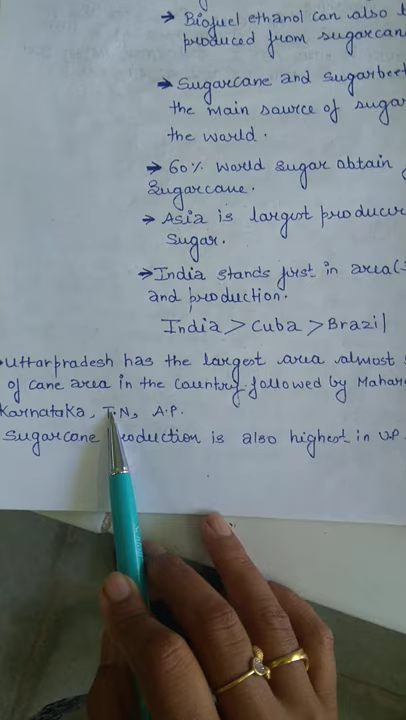 → Biofuel ethanol can also
produced from sugarcan
→ Sugarcane and sugarbee
the main source of sugar
the world.
→ 60% world sugar obtain
sugarcane.
→ Asia is largest producer
sugar.
→ India stands first in area(
and production.
India > Cuba > Brazil
Uttarpradesh has the largest area almost
of cane area in the country followed by Mahar
Karnataka, T.N, A.P.
Sugarcane production is also highest in U.P.